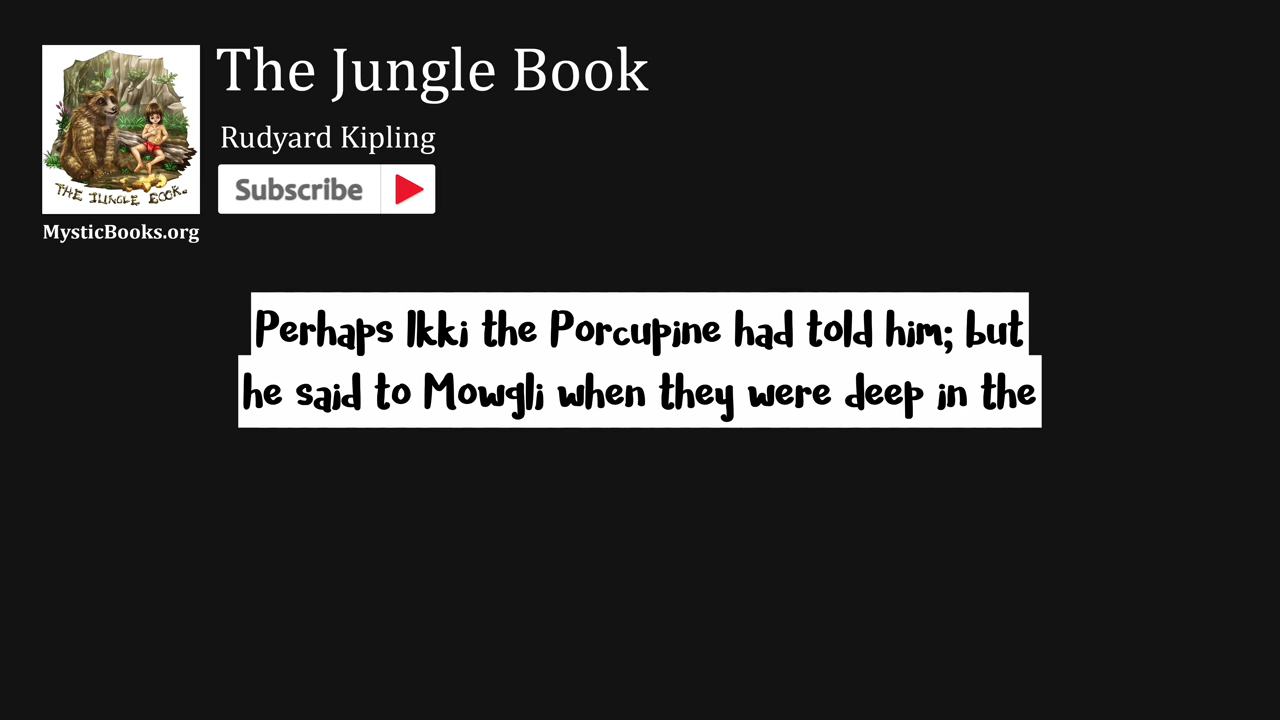 The Jungle Book
Rudyard Kipling
Subscribe
THE JUNGLE BOOK.
MysticBooks.org
Perhaps Ikki the Porcupine had told him; but
he said to Mowgli when they were deep in the